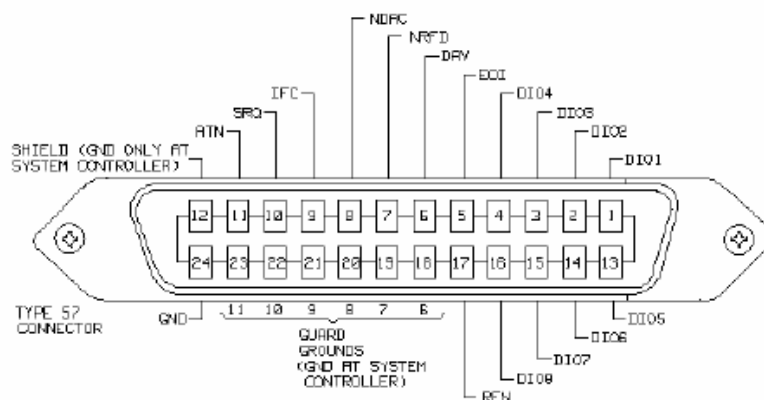 NDAC
NRFD
DAV
EOI
IFC
DIO4
SRQ
DIO3
ATN
DIO2
SHIELD (GND ONLY AT
SYSTEM CONTROLLER)
DIO1
12 11 10 9 8 7 6 5 4 3 2 1
24 23 22 21 20 19 18 17 16 15 14 13
TYPE 57
CONNECTOR
GND
11 10 9 8 7 6
DIO5
GUARD
GROUNDS
(GND AT SYSTEM
CONTROLLER)
DIO6
DIO7
DIO8
REN